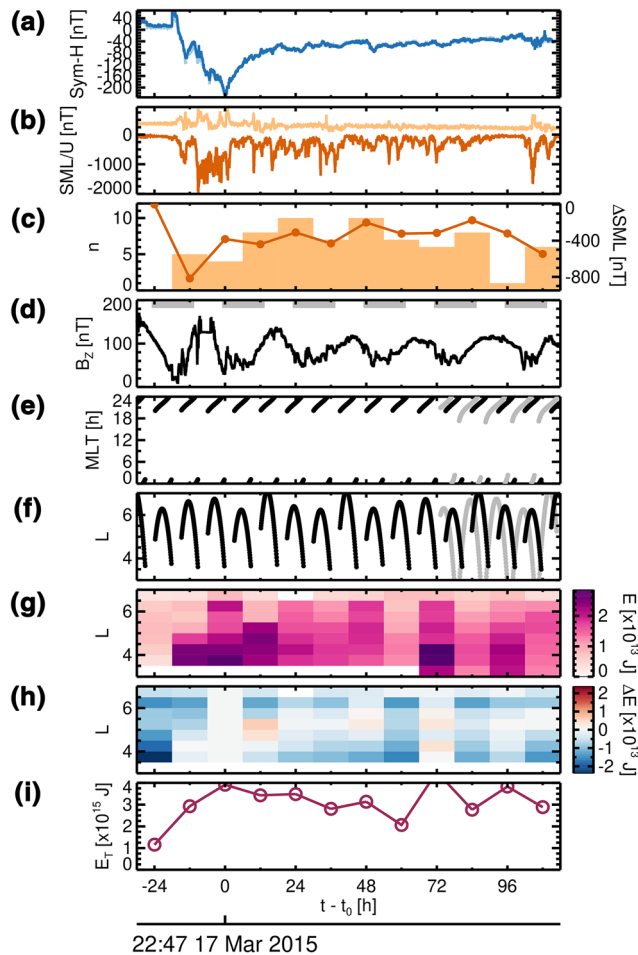 (a)
Sym-H [nT]
40
-40
-120
-200
(b)
SML/U [nT]
0
-1000
-2000
(c)
n
10
5
0
0
-400
-800
ΔSML [nT]
(d)
B_Z [nT]
200
100
0
(e)
MLT [h]
24
18
12
6
0
(f)
L
6
4
(g)
L
6
4
2
1
0
E [x10^13 J]
(h)
L
6
4
2
1
0
-1
-2
ΔE [x10^13 J]
(i)
E_T [x10^15 J]
4
3
2
1
0
-24 0 24 48 72 96
t - t_0 [h]
22:47 17 Mar 2015